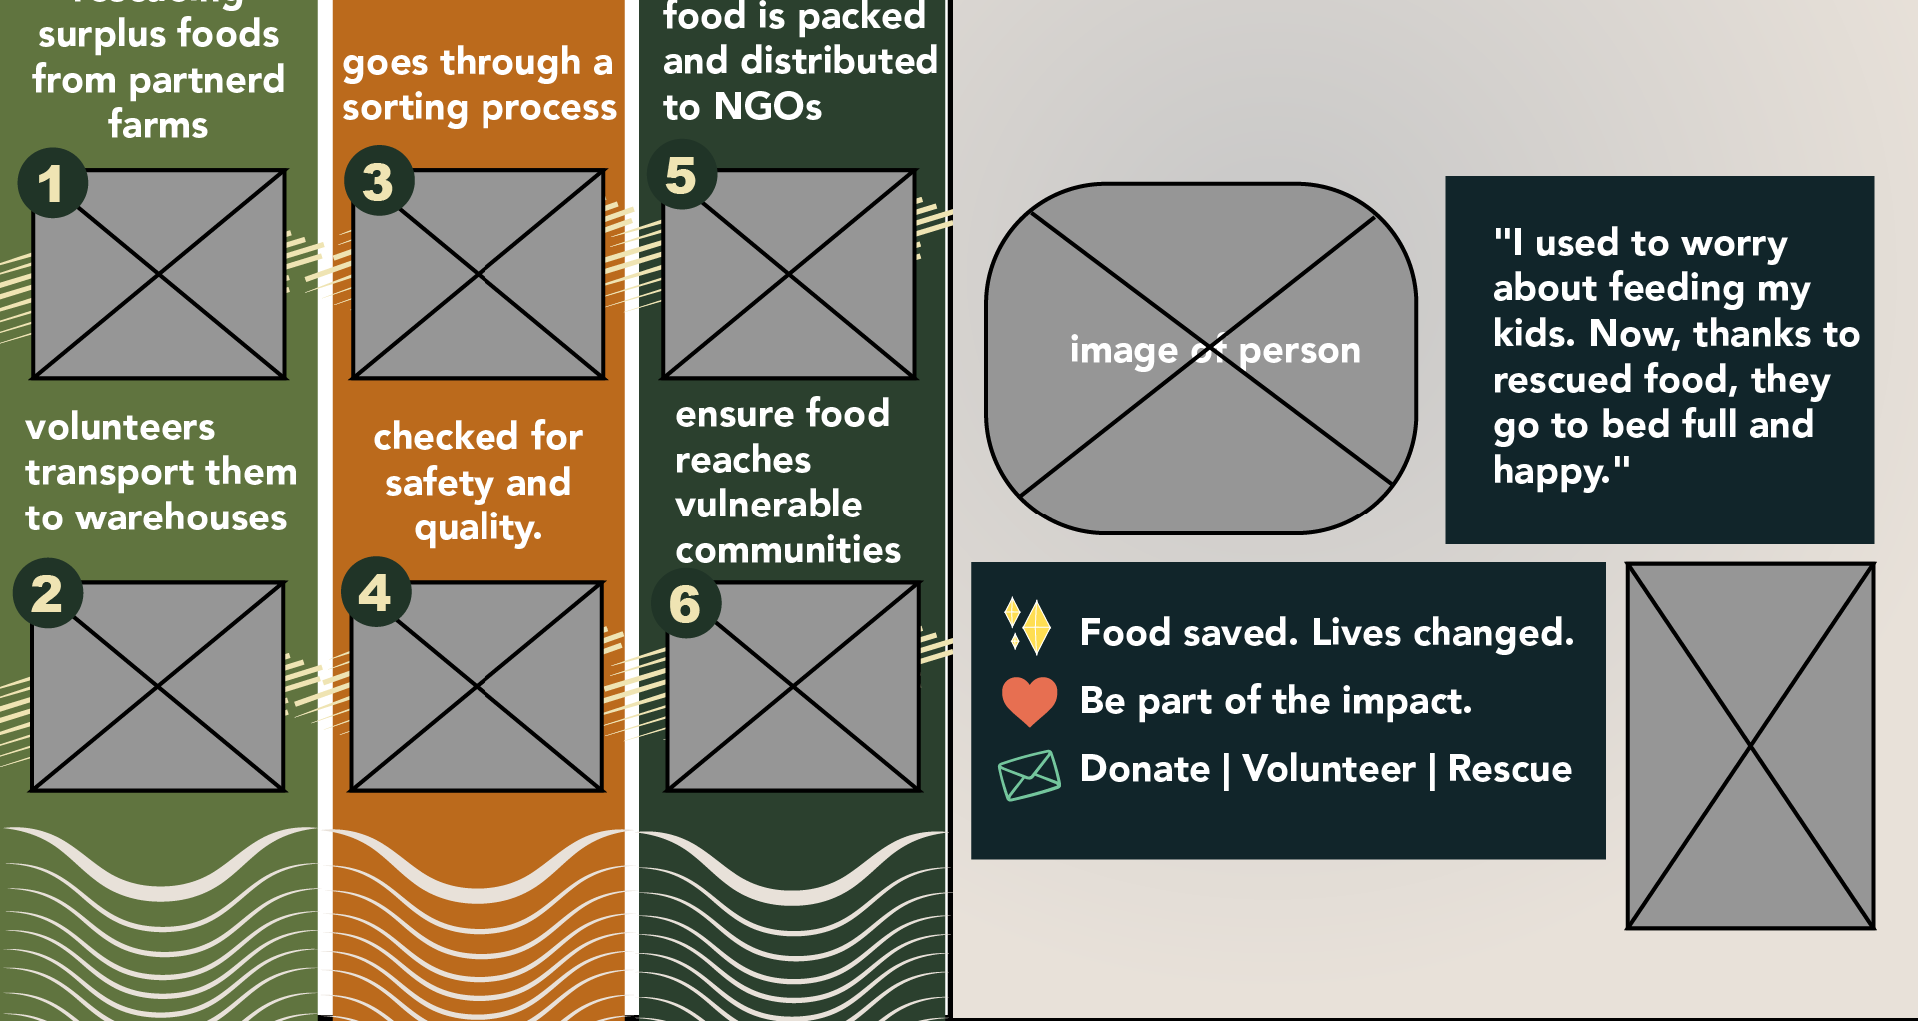 rescuing
surplus foods
from partnerd
farms
1
volunteers
transport them
to warehouses
2
goes through a
sorting process
3
checked for
safety and
quality.
4
food is packed
and distributed
to NGOs
5
ensure food
reaches
vulnerable
communities
6
image of person
"I used to worry
about feeding my
kids. Now, thanks to
rescued food, they
go to bed full and
happy."
Food saved. Lives changed.
Be part of the impact.
Donate | Volunteer | Rescue